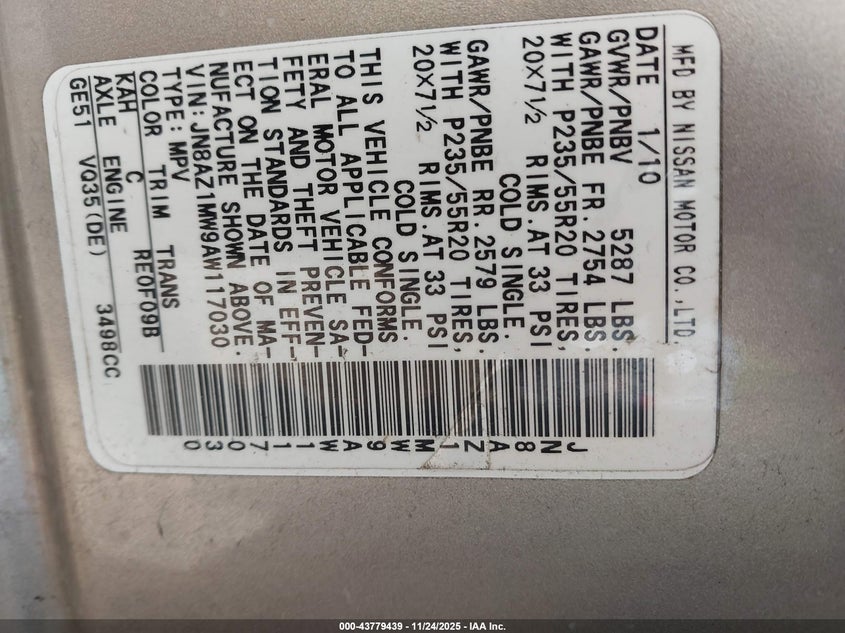 MFD BY NISSAN MOTOR CO.,LTD.
DATE 1/10
GVWR/PNBV 5287 LBS.
GAWR/PNBE FR. 2754 LBS.
WITH P235/55R20 TIRES,
20X7½ RIMS.AT 33 PSI
COLD SINGLE.
GAWR/PNBE RR. 2579 LBS.
WITH P235/55R20 TIRES,
20X7½ RIMS.AT 33 PSI
COLD SINGLE.
THIS VEHICLE CONFORMS
TO ALL APPLICABLE FED-
ERAL MOTOR VEHICLE SA-
FETY AND THEFT PREVEN-
TION STANDARDS IN EFF-
ECT ON THE DATE OF MA-
NUFACTURE SHOWN ABOVE.
VIN:JN8AZ1MW9AW117030
TYPE:MPV
COLOR TRIM TRANS
KAH C RE0F09B
AXLE ENGINE
GE51 VQ35(DE) 3498CC
JN8AZ1MW9AW117030
000-43779439 - 11/24/2025 - IAA Inc.